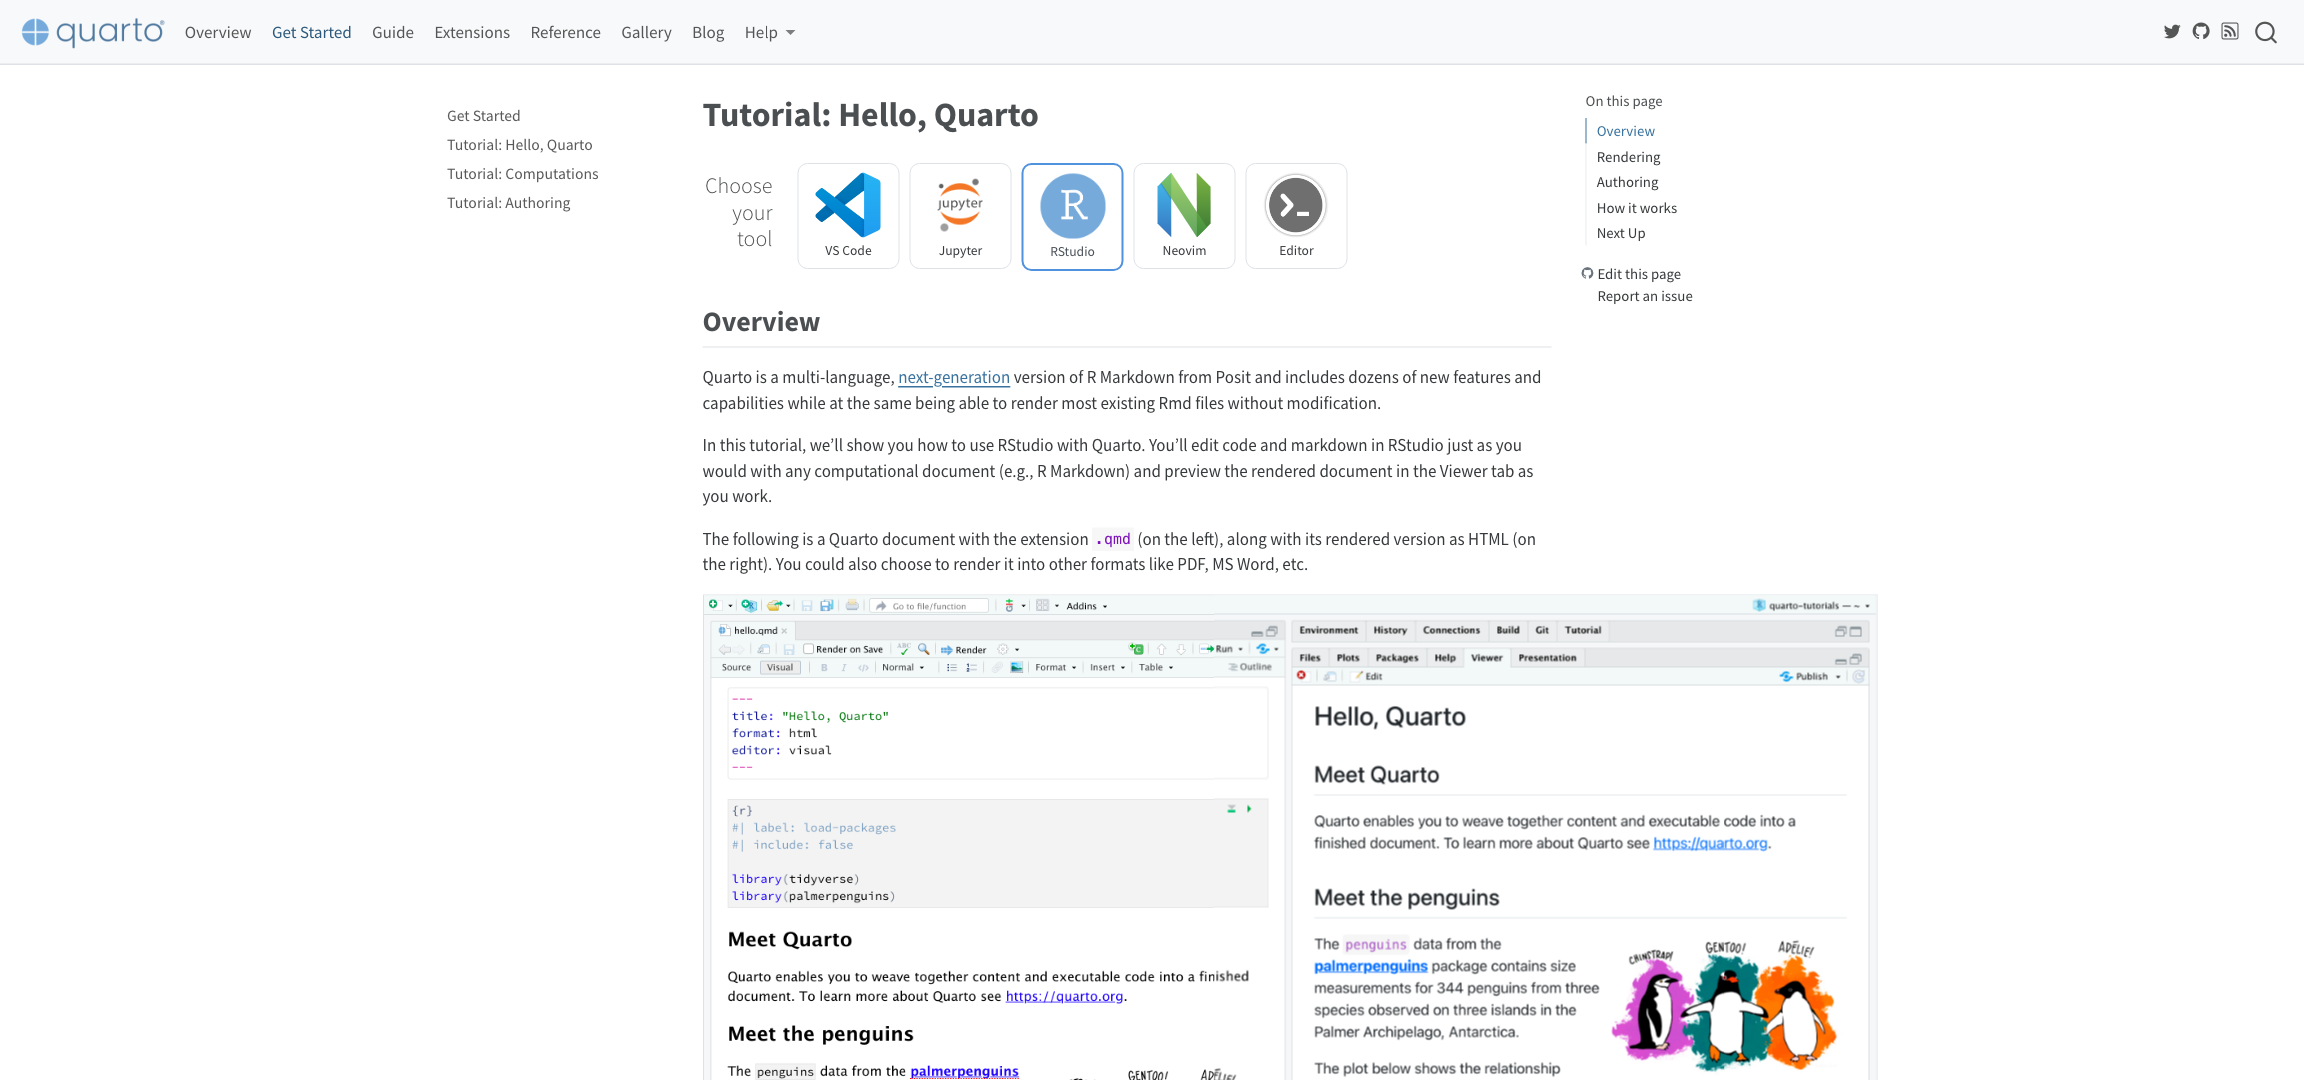 quarto
Overview
Get Started
Guide
Extensions
Reference
Gallery
Blog
Help
Get Started
Tutorial: Hello, Quarto
Tutorial: Computations
Tutorial: Authoring
Tutorial: Hello, Quarto
Choose
your
tool
VS Code
jupyter
Jupyter
R
RStudio
Neovim
Editor
Overview
Quarto is a multi-language, next-generation version of R Markdown from Posit and includes dozens of new features and
capabilities while at the same being able to render most existing Rmd files without modification.
In this tutorial, we’ll show you how to use RStudio with Quarto. You’ll edit code and markdown in RStudio just as you
would with any computational document (e.g., R Markdown) and preview the rendered document in the Viewer tab as
you work.
The following is a Quarto document with the extension .qmd (on the left), along with its rendered version as HTML (on
the right). You could also choose to render it into other formats like PDF, MS Word, etc.
On this page
Overview
Rendering
Authoring
How it works
Next Up
Edit this page
Report an issue
Go to file/function
Addins
quarto-tutorials — ~
hello.qmd
Render on Save
ABC
Render
Run
Source Visual B I </> Normal Format Insert Table Outline
---
title: "Hello, Quarto"
format: html
editor: visual
---
{r}
#| label: load-packages
#| include: false
library(tidyverse)
library(palmerpenguins)
Meet Quarto
Quarto enables you to weave together content and executable code into a finished
document. To learn more about Quarto see https://quarto.org.
Meet the penguins
The penguins data from the palmerpenguins
GENTOO!
ADÉLIE!
Environment History Connections Build Git Tutorial
Files Plots Packages Help Viewer Presentation
Edit
Publish
Hello, Quarto
Meet Quarto
Quarto enables you to weave together content and executable code into a
finished document. To learn more about Quarto see https://quarto.org.
Meet the penguins
The penguins data from the
palmerpenguins package contains size
measurements for 344 penguins from three
species observed on three islands in the
Palmer Archipelago, Antarctica.
The plot below shows the relationship
CHINSTRAP!
GENTOO!
ADÉLIE!